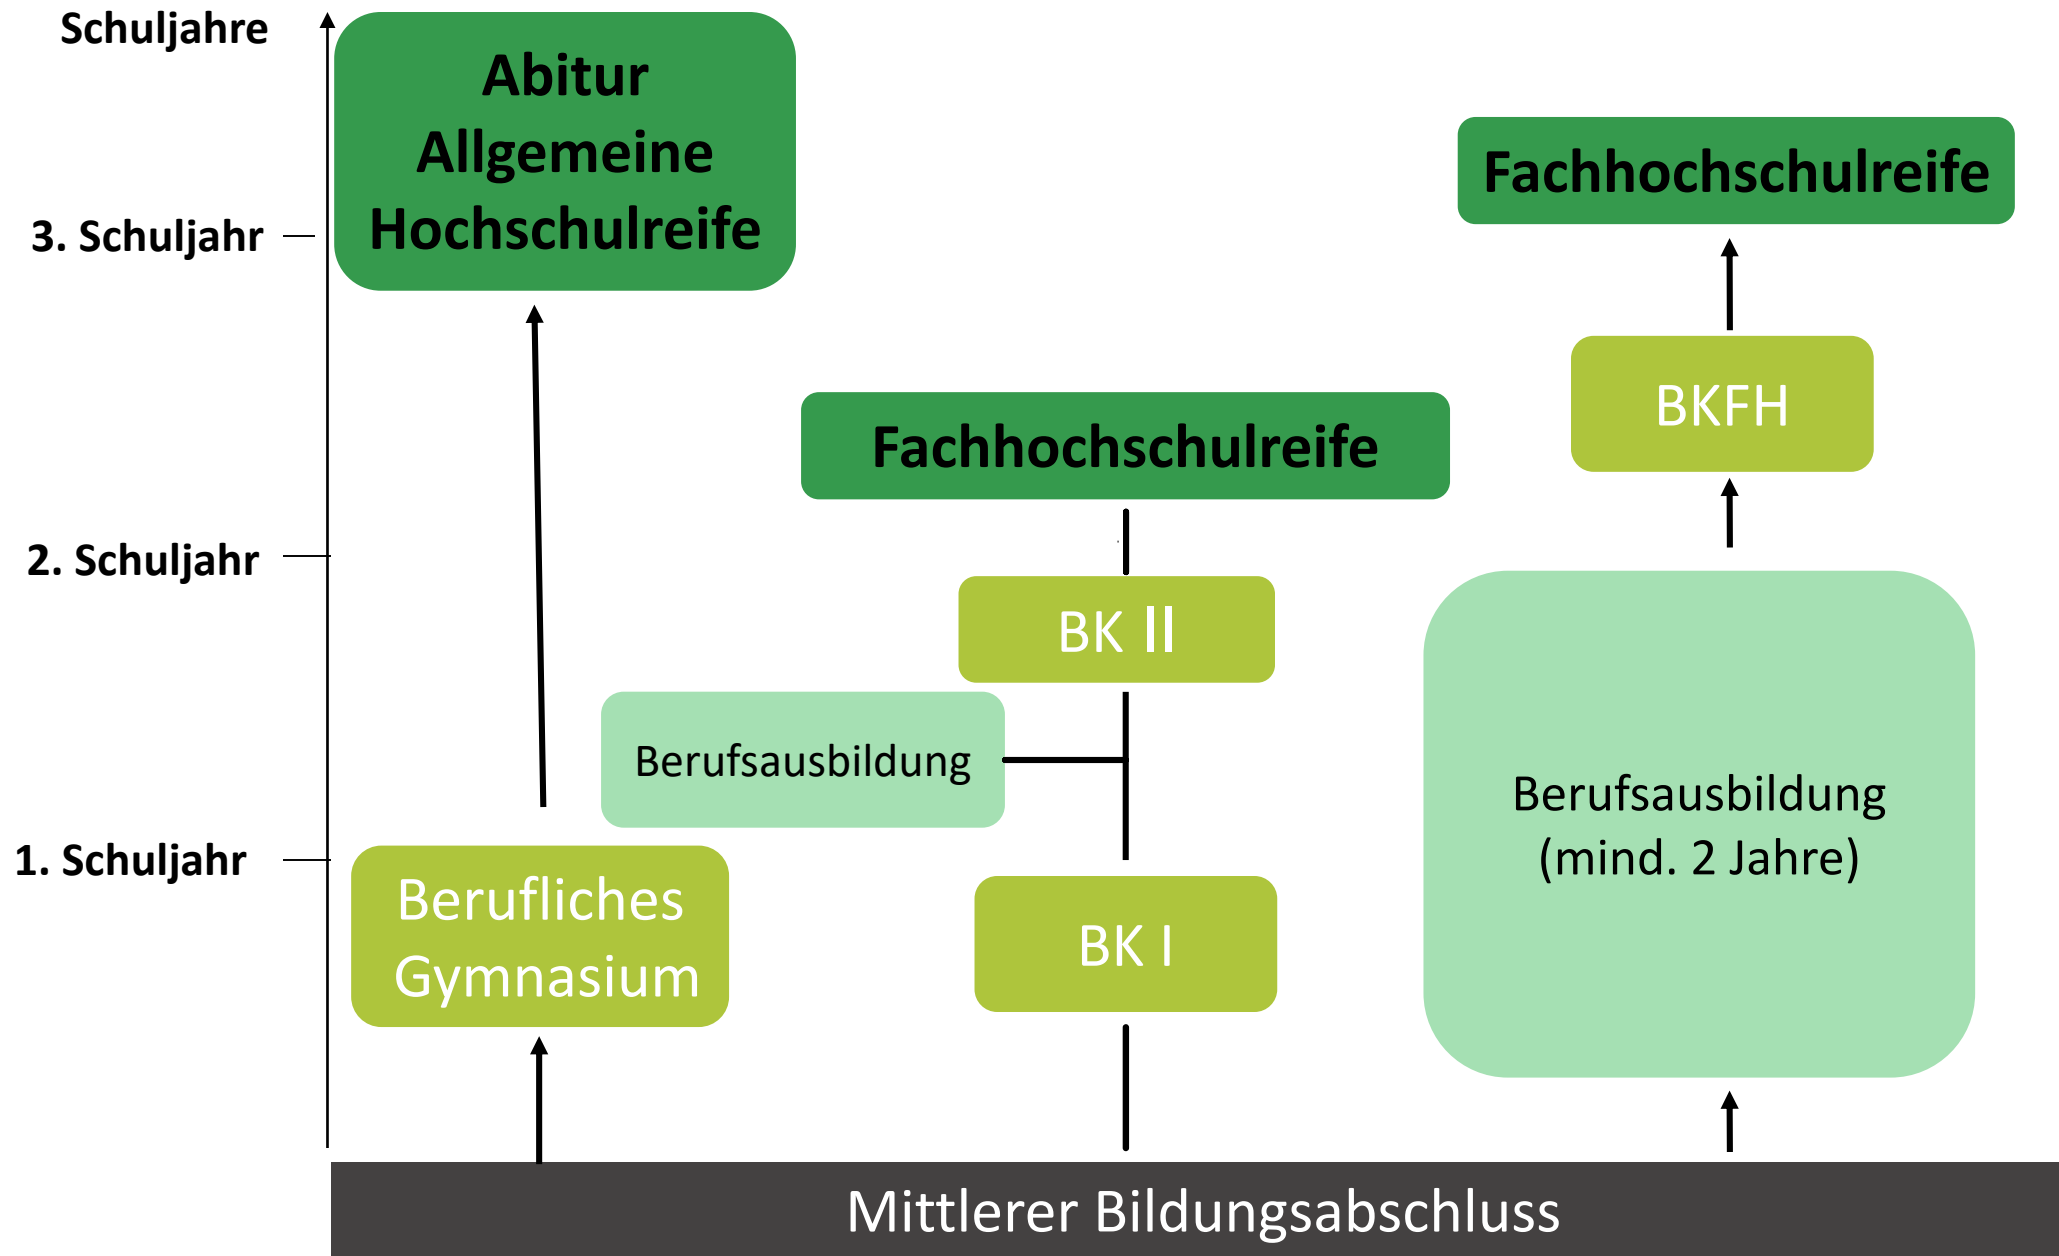 Schuljahre
Abitur
Allgemeine
Hochschulreife
Fachhochschulreife
3. Schuljahr
BKFH
Fachhochschulreife
2. Schuljahr
BK II
Berufsausbildung
Berufsausbildung
(mind. 2 Jahre)
1. Schuljahr
Berufliches
Gymnasium
BK I
Mittlerer Bildungsabschluss